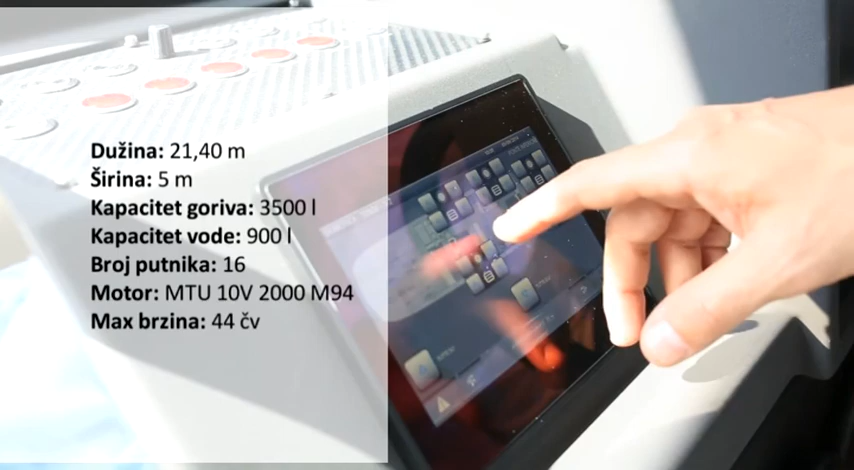 Dužina: 21,40 m
Širina: 5 m
Kapacitet goriva: 3500 l
Kapacitet vode: 900 l
Broj putnika: 16
Motor: MTU 10V 2000 M94
Max brzina: 44 čv